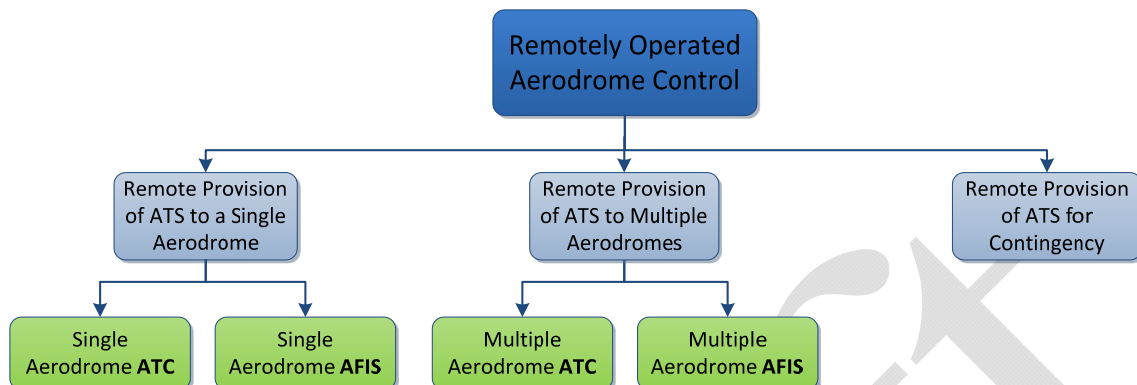 Remotely Operated
Aerodrome Control
Remote Provision
of ATS to a Single
Aerodrome
Remote Provision
of ATS to Multiple
Aerodromes
Remote Provision
of ATS for
Contingency
Single
Aerodrome ATC
Single
Aerodrome AFIS
Multiple
Aerodrome ATC
Multiple
Aerodrome AFIS